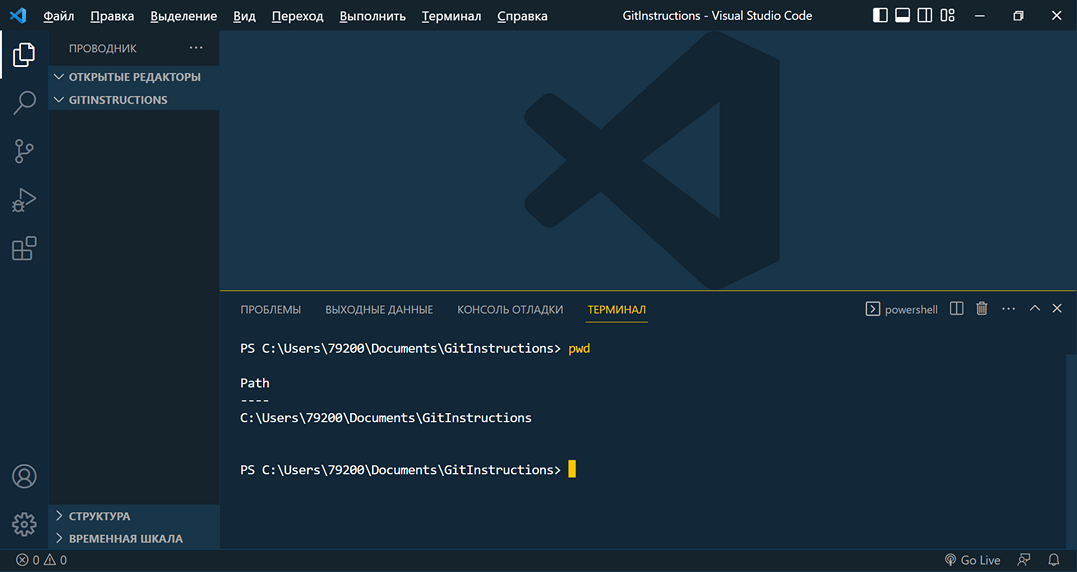 Файл Правка Выделение Вид Переход Выполнить Терминал Справка GitInstructions - Visual Studio Code
ПРОВОДНИК ···
ОТКРЫТЫЕ РЕДАКТОРЫ
GITINSTRUCTIONS
ПРОБЛЕМЫ ВЫХОДНЫЕ ДАННЫЕ КОНСОЛЬ ОТЛАДКИ ТЕРМИНАЛ powershell ···
PS C:\Users\79200\Documents\GitInstructions> pwd
Path
----
C:\Users\79200\Documents\GitInstructions
PS C:\Users\79200\Documents\GitInstructions>
СТРУКТУРА
ВРЕМЕННАЯ ШКАЛА
0 0 Go Live